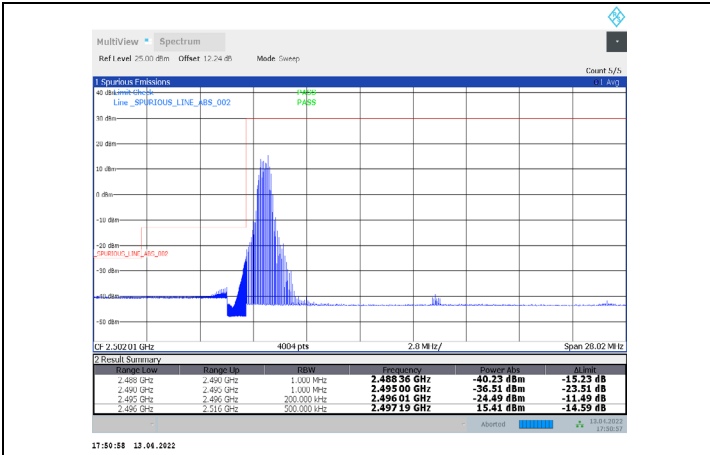 MultiView Spectrum
Ref Level 25.00 dBm Offset 12.24 dB Mode Sweep
Count 5/5
1 Spurious Emissions 1 Avg
40 dBm Limit Check PASS
Line _SPURIOUS_LINE_ABS_002 PASS
30 dBm
20 dBm
10 dBm
0 dBm
-10 dBm
-20 dBm
_SPURIOUS_LINE_ABS_002
-30 dBm
-40 dBm
-50 dBm
CF 2.50201 GHz 4004 pts 2.8 MHz/ Span 28.02 MHz
2 Result Summary
Range Low Range Up RBW Frequency Power Abs ΔLimit
2.488 GHz 2.490 GHz 1.000 MHz 2.48836 GHz -40.23 dBm -15.23 dB
2.490 GHz 2.495 GHz 1.000 MHz 2.49500 GHz -36.51 dBm -23.51 dB
2.495 GHz 2.496 GHz 200.000 kHz 2.49601 GHz -24.49 dBm -11.49 dB
2.496 GHz 2.516 GHz 500.000 kHz 2.49719 GHz 15.41 dBm -14.59 dB
Aborted 13.04.2022
17:50:57
17:50:58 13.04.2022